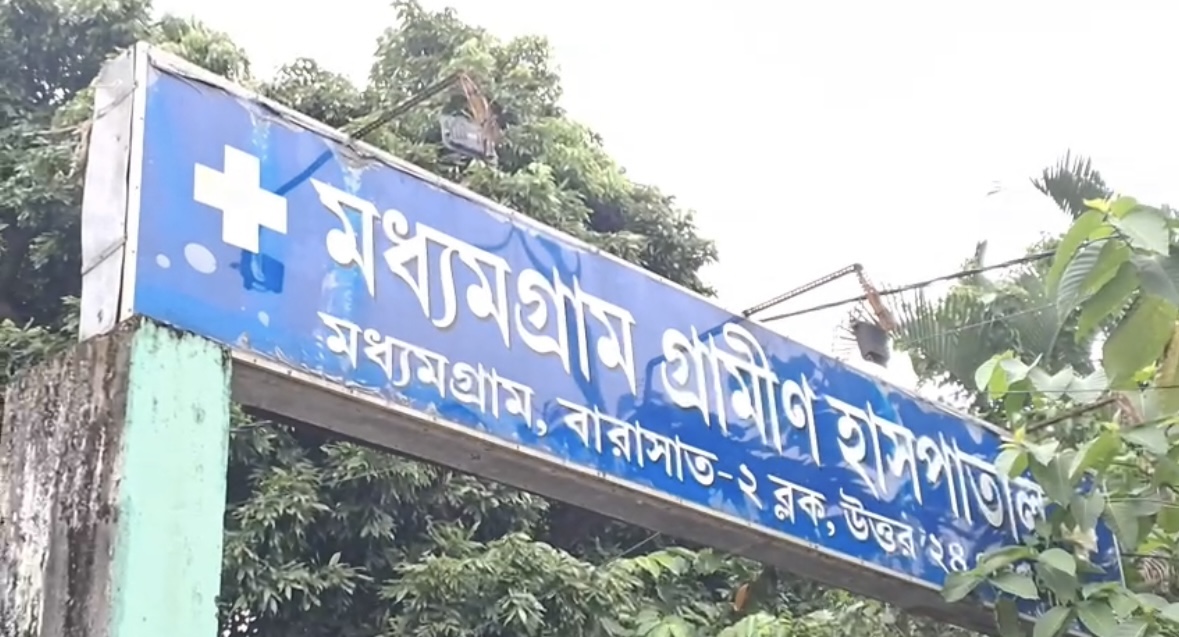 মধ্যমগ্রাম গ্রামীণ হাসপাতাল
মধ্যমগ্রাম, বারাসাত-২ ব্লক, উত্তর ২৪